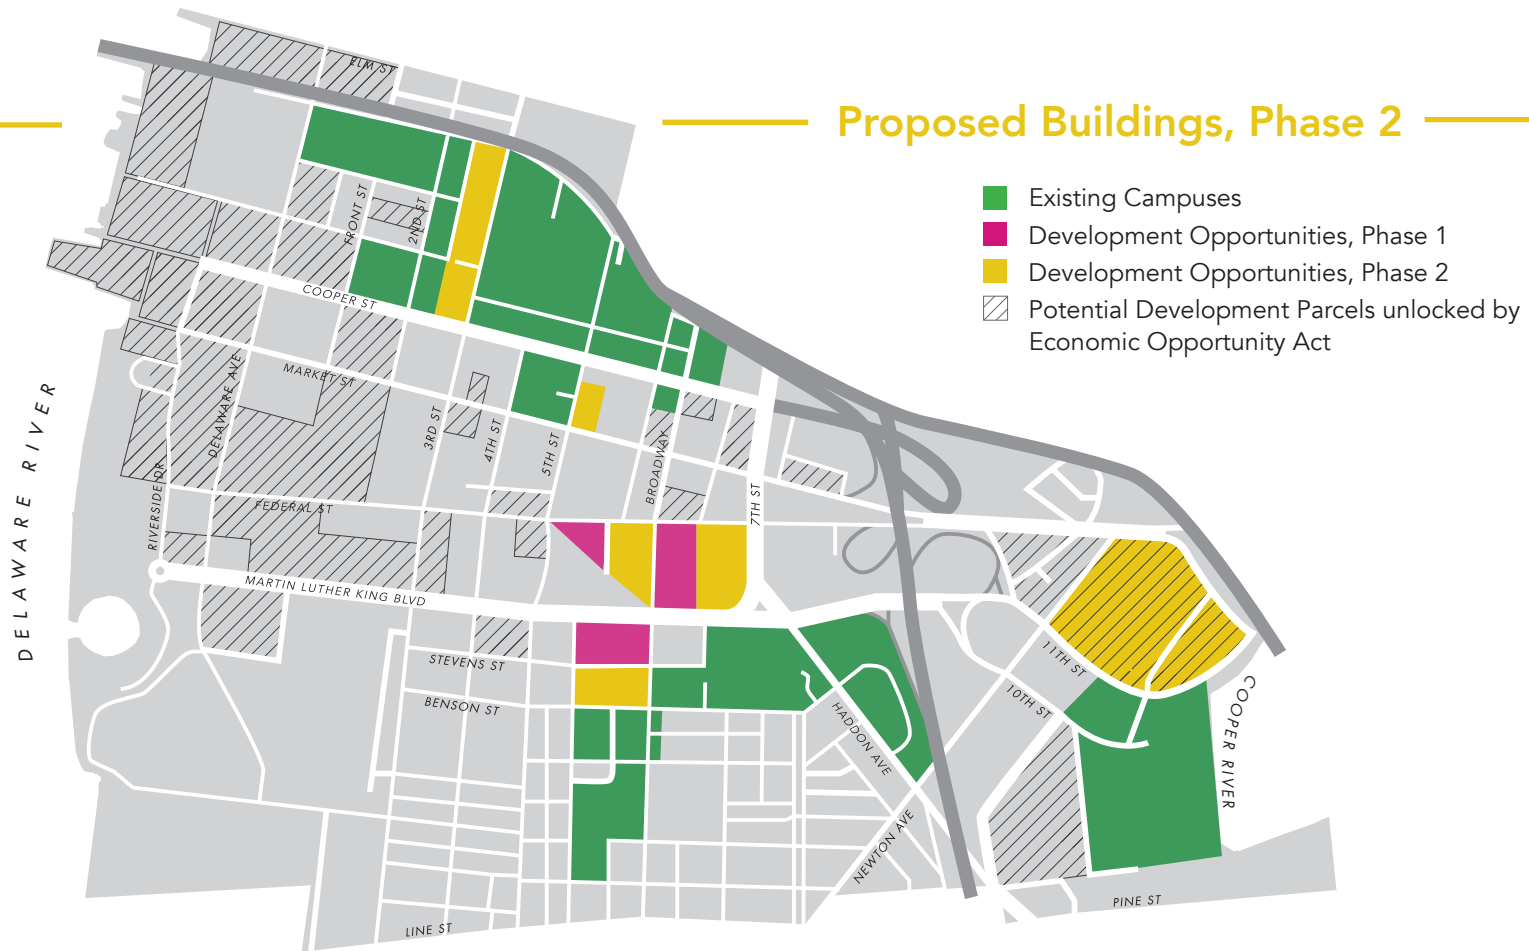 Proposed Buildings, Phase 2
Existing Campuses
Development Opportunities, Phase 1
Development Opportunities, Phase 2
Potential Development Parcels unlocked by
Economic Opportunity Act
ELM ST
FRONT ST
2ND ST
COOPER ST
MARKET ST
DELAWARE AVE
3RD ST
4TH ST
5TH ST
BROADWAY
7TH ST
RIVERSIDE DR
FEDERAL ST
DELAWARE RIVER
MARTIN LUTHER KING BLVD
STEVENS ST
BENSON ST
HADDON AVE
NEWTON AVE
11TH ST
10TH ST
COOPER RIVER
PINE ST
LINE ST